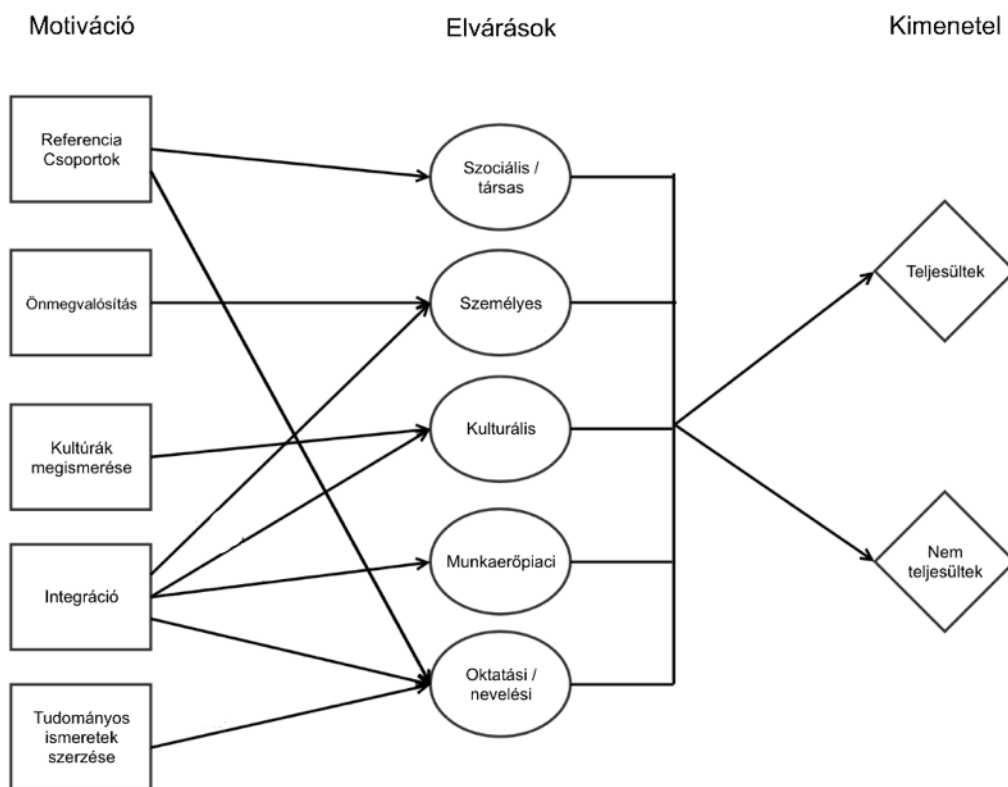 Motiváció
Elvárások
Kimenetel
Referencia
Csoportok
Önmegvalósítás
Kultúrák
megismerése
Integráció
Tudományos
ismeretek
szerzése
Szociális /
társas
Személyes
Kulturális
Munkaerőpiaci
Oktatási /
nevelési
Teljesültek
Nem
teljesültek